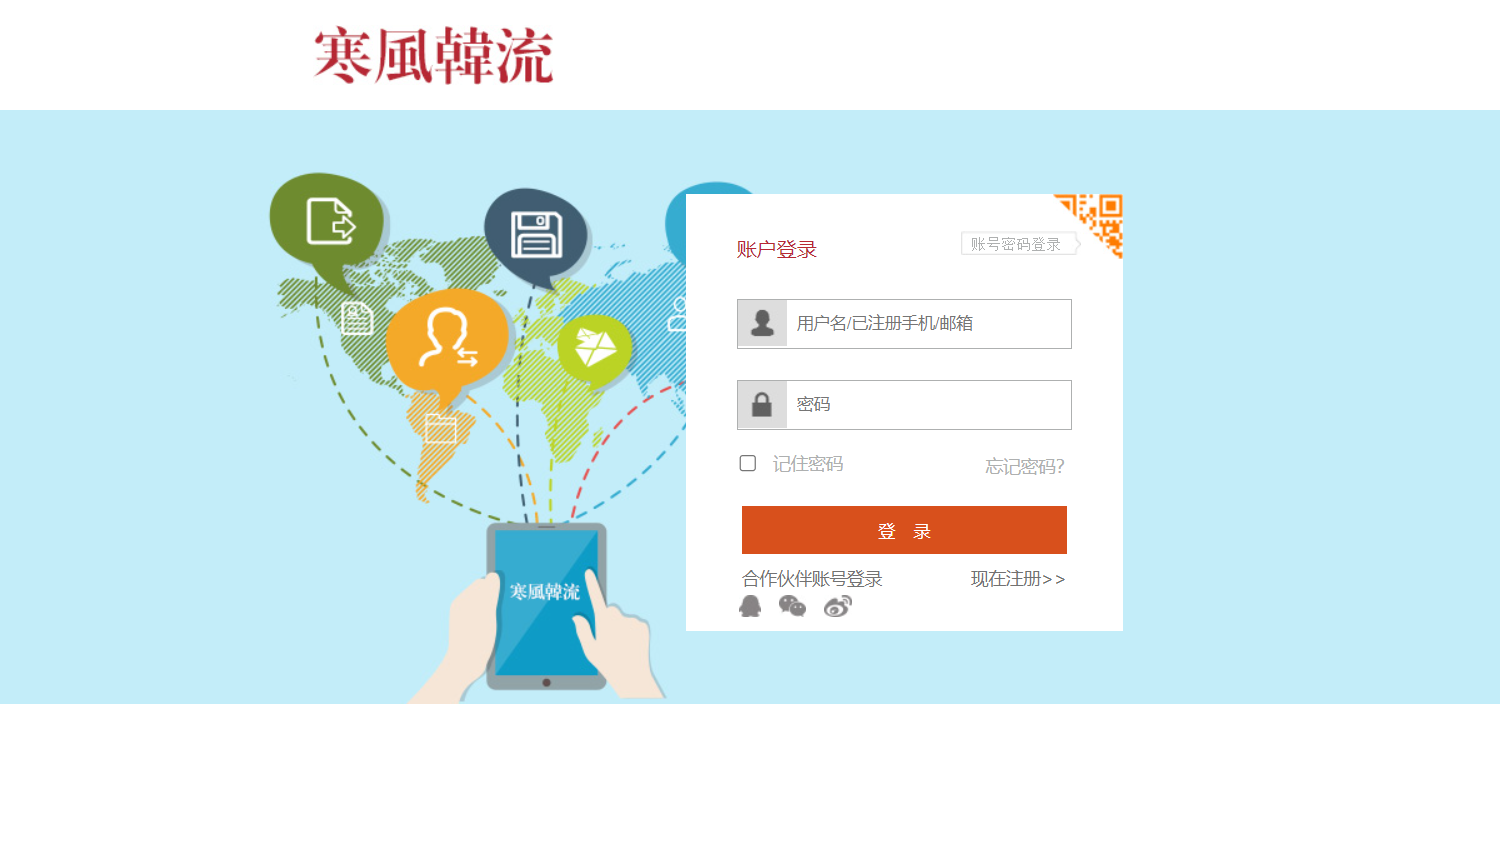 寒風韓流
账户登录
账号密码登录
用户名/已注册手机/邮箱
密码
记住密码
忘记密码?
登 录
合作伙伴账号登录
现在注册>>
寒風韓流